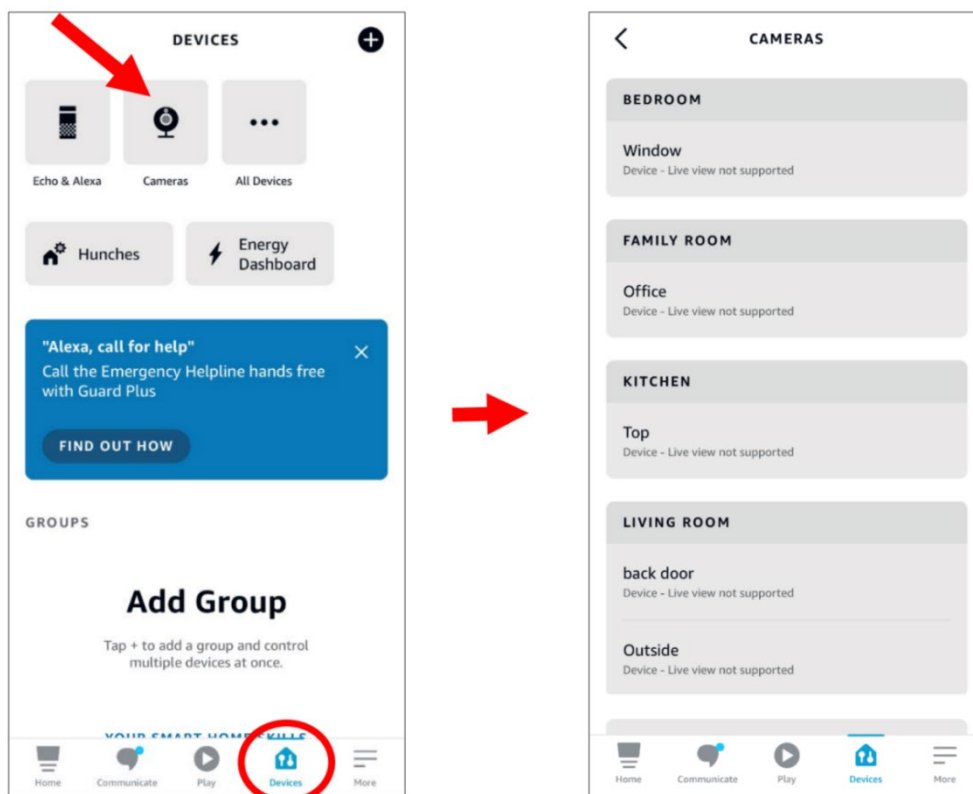 DEVICES
Echo & Alexa
Cameras
All Devices
Hunches
Energy
Dashboard
"Alexa, call for help"
Call the Emergency Helpline hands free
with Guard Plus
FIND OUT HOW
GROUPS
Add Group
Tap + to add a group and control
multiple devices at once.
YOUR SMART HOME SKILLS
Home
Communicate
Play
Devices
More
CAMERAS
BEDROOM
Window
Device - Live view not supported
FAMILY ROOM
Office
Device - Live view not supported
KITCHEN
Top
Device - Live view not supported
LIVING ROOM
back door
Device - Live view not supported
Outside
Device - Live view not supported
Home
Communicate
Play
Devices
More